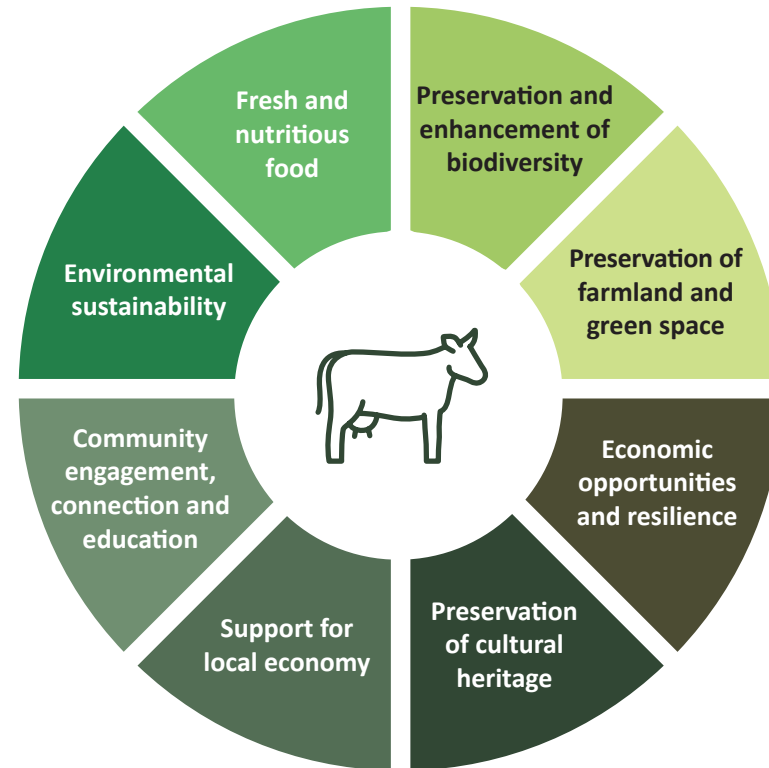 Fresh and
nutritious
food
Preservation and
enhancement of
biodiversity
Preservation of
farmland and
green space
Economic
opportunities
and resilience
Preservation
of cultural
heritage
Support for
local economy
Community
engagement,
connection and
education
Environmental
sustainability